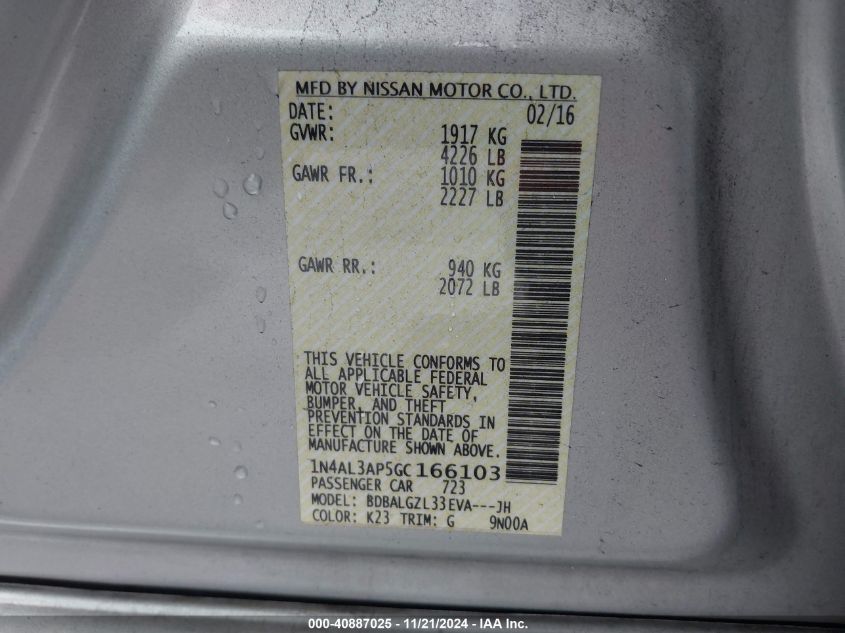 MFD BY NISSAN MOTOR CO., LTD.
DATE: 02/16
GVWR: 1917 KG
4226 LB
GAWR FR.: 1010 KG
2227 LB
GAWR RR.: 940 KG
2072 LB
THIS VEHICLE CONFORMS TO
ALL APPLICABLE FEDERAL
MOTOR VEHICLE SAFETY,
BUMPER, AND THEFT
PREVENTION STANDARDS IN
EFFECT ON THE DATE OF
MANUFACTURE SHOWN ABOVE.
1N4AL3AP5GC166103
PASSENGER CAR 723
MODEL: BDBALGZL33EVA---JH
COLOR: K23 TRIM: G 9N00A
000-40887025 - 11/21/2024 - IAA Inc.